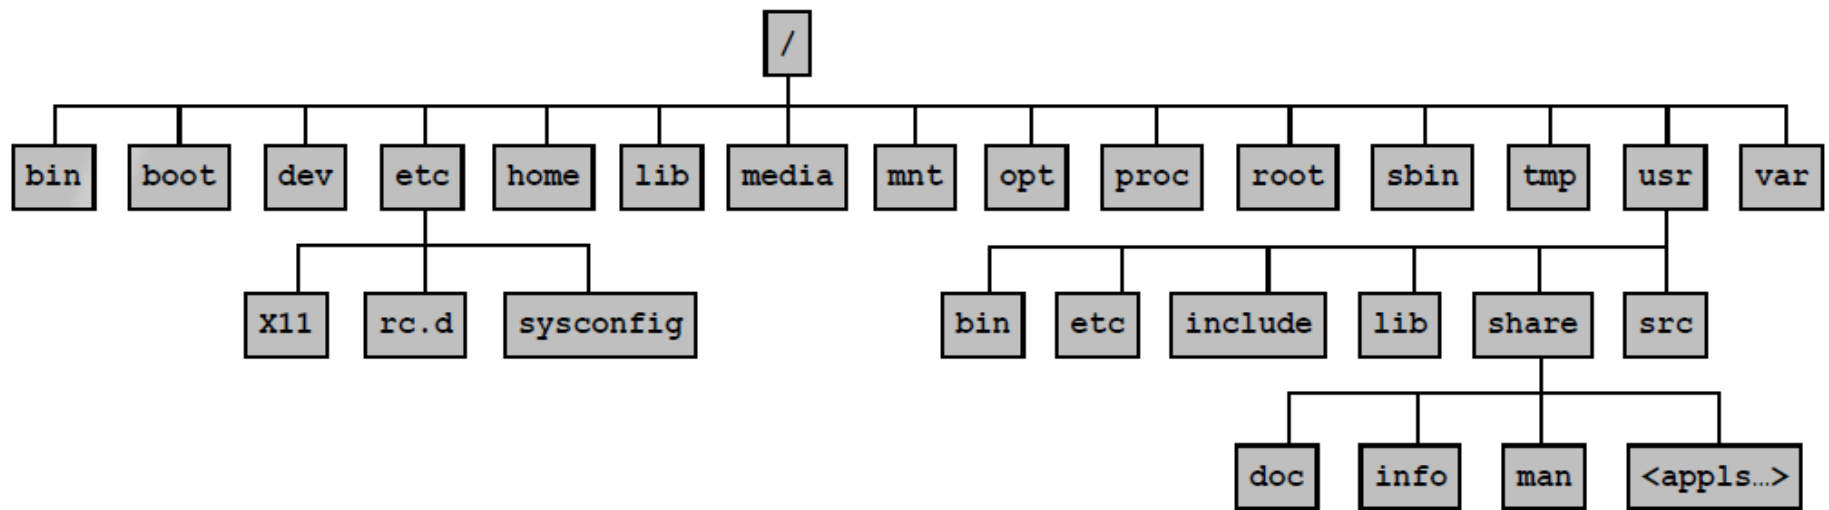 /
bin boot dev etc home lib media mnt opt proc root sbin tmp usr var
X11 rc.d sysconfig bin etc include lib share src
doc info man <appls…>